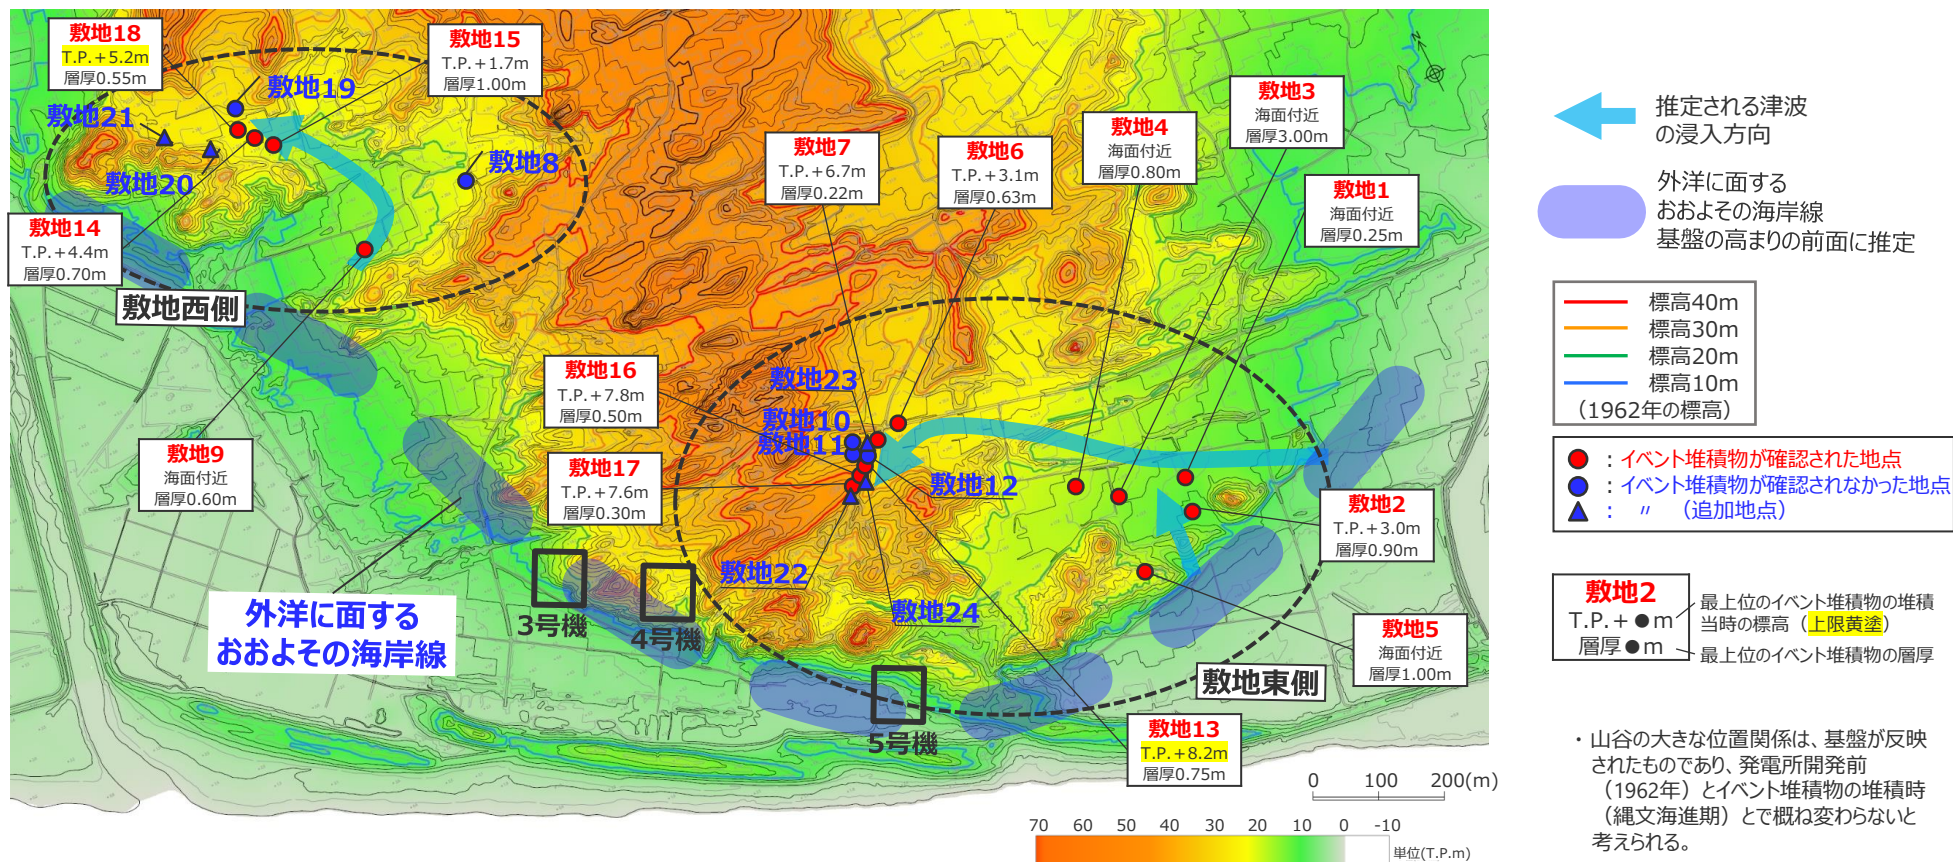 敷地18
T.P.+5.2m
層厚0.55m
敷地15
T.P.+1.7m
層厚1.00m
敷地19
敷地21
敷地20
敷地8
敷地14
T.P.+4.4m
層厚0.70m
敷地西側
敷地9
海面付近
層厚0.60m
敷地7
T.P.+6.7m
層厚0.22m
敷地6
T.P.+3.1m
層厚0.63m
敷地4
海面付近
層厚0.80m
敷地3
海面付近
層厚3.00m
敷地1
海面付近
層厚0.25m
敷地16
T.P.+7.8m
層厚0.50m
敷地23
敷地10
敷地11
敷地12
敷地17
T.P.+7.6m
層厚0.30m
敷地22
敷地24
敷地2
T.P.+3.0m
層厚0.90m
敷地5
海面付近
層厚1.00m
敷地13
T.P.+8.2m
層厚0.75m
敷地東側
外洋に面する
おおよその海岸線
3号機
4号機
5号機
0 100 200(m)
70 60 50 40 30 20 10 0 -10
単位(T.P.m)
推定される津波
の浸入方向
外洋に面する
おおよその海岸線
基盤の高まりの前面に推定
標高40m
標高30m
標高20m
標高10m
(1962年の標高)
:イベント堆積物が確認された地点
:イベント堆積物が確認されなかった地点
: 〃 (追加地点)
敷地2
T.P.+●m
層厚●m
最上位のイベント堆積物の堆積
当時の標高(上限黄塗)
最上位のイベント堆積物の層厚
・山谷の大きな位置関係は、基盤が反映
されたものであり、発電所開発前
(1962年)とイベント堆積物の堆積時
(縄文海進期)とで概ね変わらないと
考えられる。